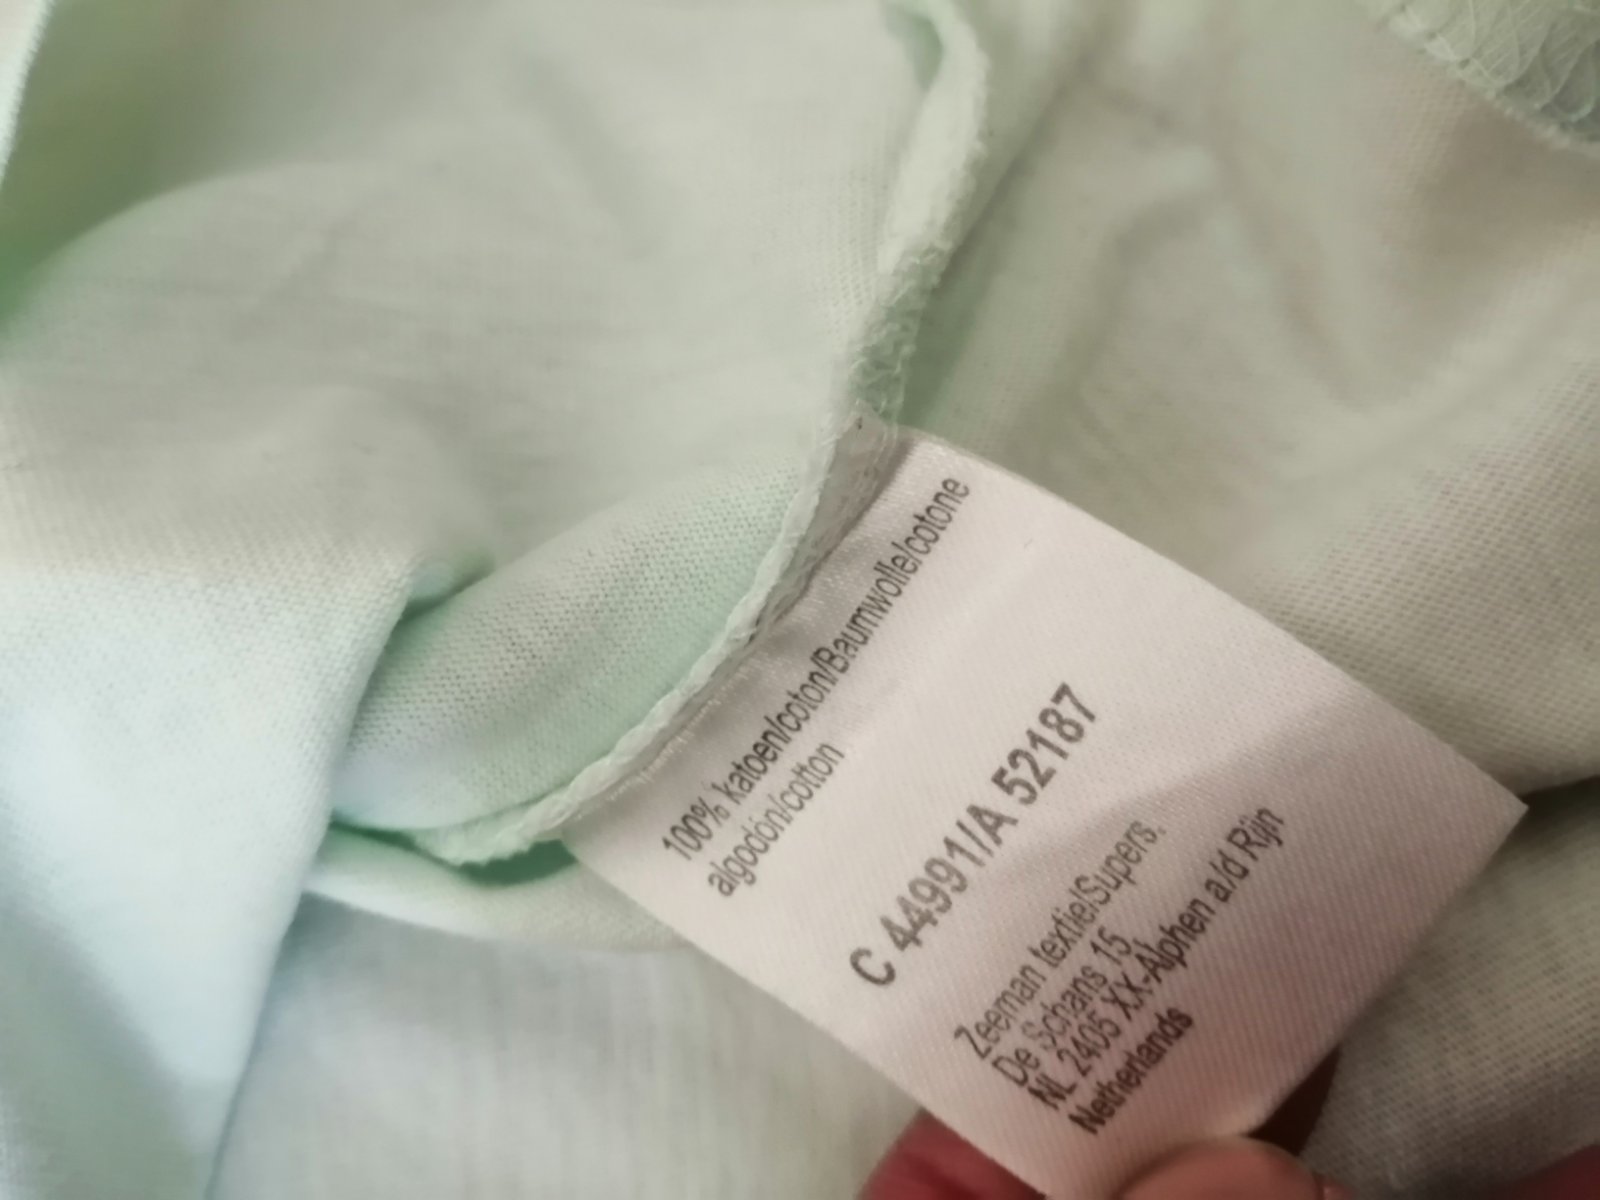 100% katoen/coton/Baumwolle/cotone
algodón/cotton
C 44991/A 52187
Zeeman textielSupers.
De Schans 15
NL 2405 XX-Alphen a/d Rijn
Netherlands